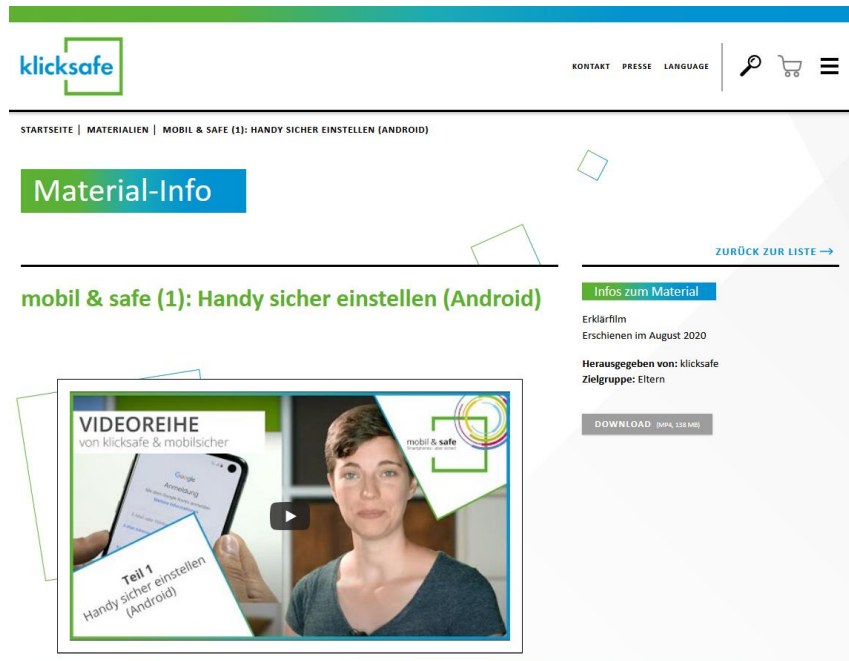 klicksafe
KONTAKT PRESSE LANGUAGE
STARTSEITE | MATERIALIEN | MOBIL & SAFE (1): HANDY SICHER EINSTELLEN (ANDROID)
Material-Info
ZURÜCK ZUR LISTE →
mobil & safe (1): Handy sicher einstellen (Android)
Infos zum Material
Erklärfilm
Erschienen im August 2020
Herausgegeben von: klicksafe
Zielgruppe: Eltern
DOWNLOAD (MP4, 138 MB)
VIDEOREIHE
von klicksafe & mobilsicher
mobil & safe
Google
Anmeldung
Teil 1
Handy sicher einstellen
(Android)